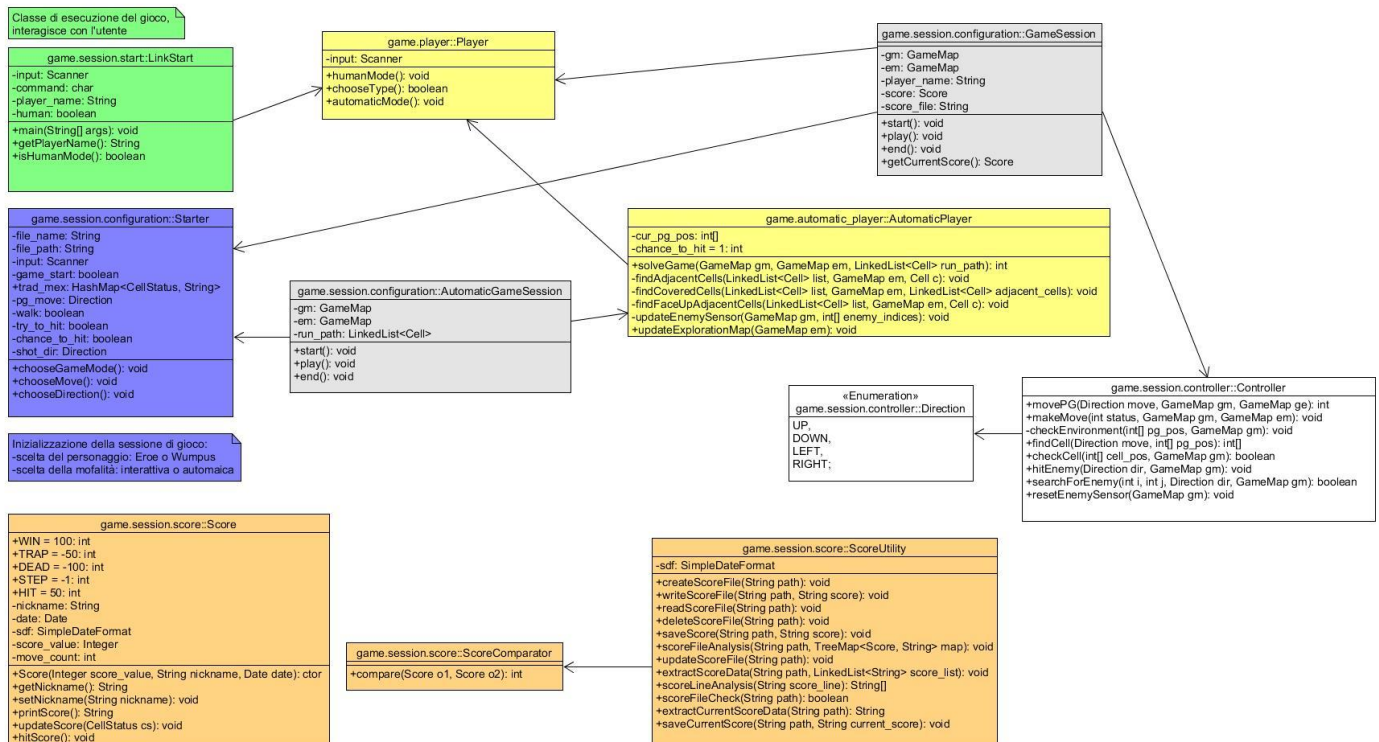 Classe di esecuzione del gioco,
interagisce con l'utente
game.session.start::LinkStart
-input: Scanner
-command: char
-player_name: String
-human: boolean
+main(String[] args): void
+getPlayerName(): String
+isHumanMode(): boolean
game.player::Player
-input: Scanner
+humanMode(): void
+chooseType(): boolean
+automaticMode(): void
game.session.configuration::GameSession
-gm: GameMap
-em: GameMap
-player_name: String
-score: Score
-score_file: String
+start(): void
+play(): void
+end(): void
+getCurrentScore(): Score
game.session.configuration::Starter
-file_name: String
-file_path: String
-input: Scanner
-game_start: boolean
+trad_mex: HashMap<CellStatus, String>
-pg_move: Direction
-walk: boolean
-try_to_hit: boolean
-chance_to_hit: boolean
-shot_dir: Direction
+chooseGameMode(): void
+chooseMove(): void
+chooseDirection(): void
game.session.configuration::AutomaticGameSession
-gm: GameMap
-em: GameMap
-run_path: LinkedList<Cell>
+start(): void
+play(): void
+end(): void
game.automatic_player::AutomaticPlayer
-cur_pg_pos: int[]
-chance_to_hit = 1: int
+solveGame(GameMap gm, GameMap em, LinkedList<Cell> run_path): int
-findAdjacentCells(LinkedList<Cell> list, GameMap em, Cell c): void
-findCoveredCells(LinkedList<Cell> list, GameMap em, LinkedList<Cell> adjacent_cells): void
-findFaceUpAdjacentCells(LinkedList<Cell> list, GameMap em, Cell c): void
-updateEnemySensor(GameMap gm, int[] enemy_indices): void
+updateExplorationMap(GameMap em): void
«Enumeration»
game.session.controller::Direction
UP,
DOWN,
LEFT,
RIGHT;
game.session.controller::Controller
+movePG(Direction move, GameMap gm, GameMap ge): int
+makeMove(int status, GameMap gm, GameMap em): void
-checkEnvironment(int[] pg_pos, GameMap gm): void
+findCell(Direction move, int[] pg_pos): int[]
+checkCell(int[] cell_pos, GameMap gm): boolean
+hitEnemy(Direction dir, GameMap gm): void
+searchForEnemy(int i, int j, Direction dir, GameMap gm): boolean
+resetEnemySensor(GameMap gm): void
Inizializzazione della sessione di gioco:
-scelta del personaggio: Eroe o Wumpus
-scelta della mofalità: interattiva o automaica
game.session.score::Score
+WIN = 100: int
+TRAP = -50: int
+DEAD = -100: int
+STEP = -1: int
+HIT = 50: int
-nickname: String
-date: Date
-sdf: SimpleDateFormat
-score_value: Integer
-move_count: int
+Score(Integer score_value, String nickname, Date date): ctor
+getNickname(): String
+setNickname(String nickname): void
+printScore(): String
+updateScore(CellStatus cs): void
+hitScore(): void
game.session.score::ScoreComparator
+compare(Score o1, Score o2): int
game.session.score::ScoreUtility
-sdf: SimpleDateFormat
+createScoreFile(String path): void
+writeScoreFile(String path, String score): void
+readScoreFile(String path): void
+deleteScoreFile(String path): void
+saveScore(String path, String score): void
+scoreFileAnalysis(String path, TreeMap<Score, String> map): void
+updateScoreFile(String path): void
+extractScoreData(String path, LinkedList<String> score_list): void
+scoreLineAnalysis(String score_line): String[]
+scoreFileCheck(String path): boolean
+extractCurrentScoreData(String path): String
+saveCurrentScore(String path, String current_score): void